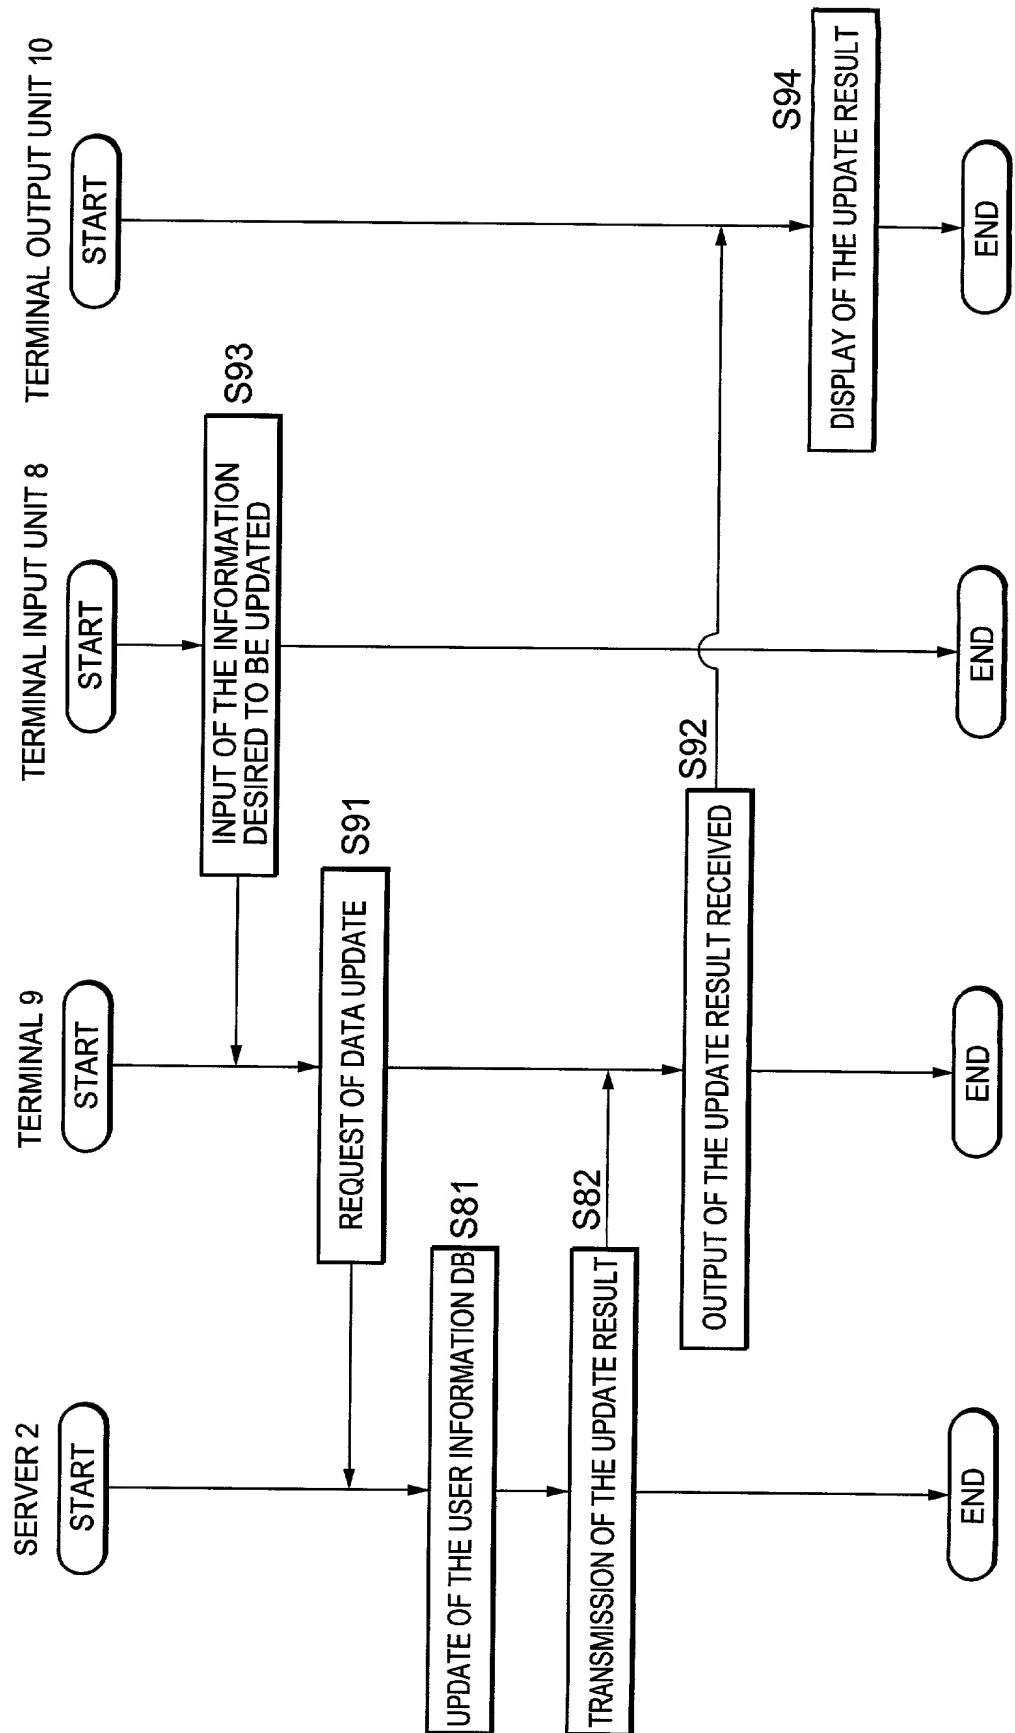 SERVER 2
START
UPDATE OF THE USER INFORMATION DB
S81
TRANSMISSION OF THE UPDATE RESULT
S82
END
TERMINAL 9
START
REQUEST OF DATA UPDATE
S91
OUTPUT OF THE UPDATE RESULT RECEIVED
S92
END
TERMINAL INPUT UNIT 8
START
INPUT OF THE INFORMATION
DESIRED TO BE UPDATED
S93
END
TERMINAL OUTPUT UNIT 10
START
DISPLAY OF THE UPDATE RESULT
S94
END